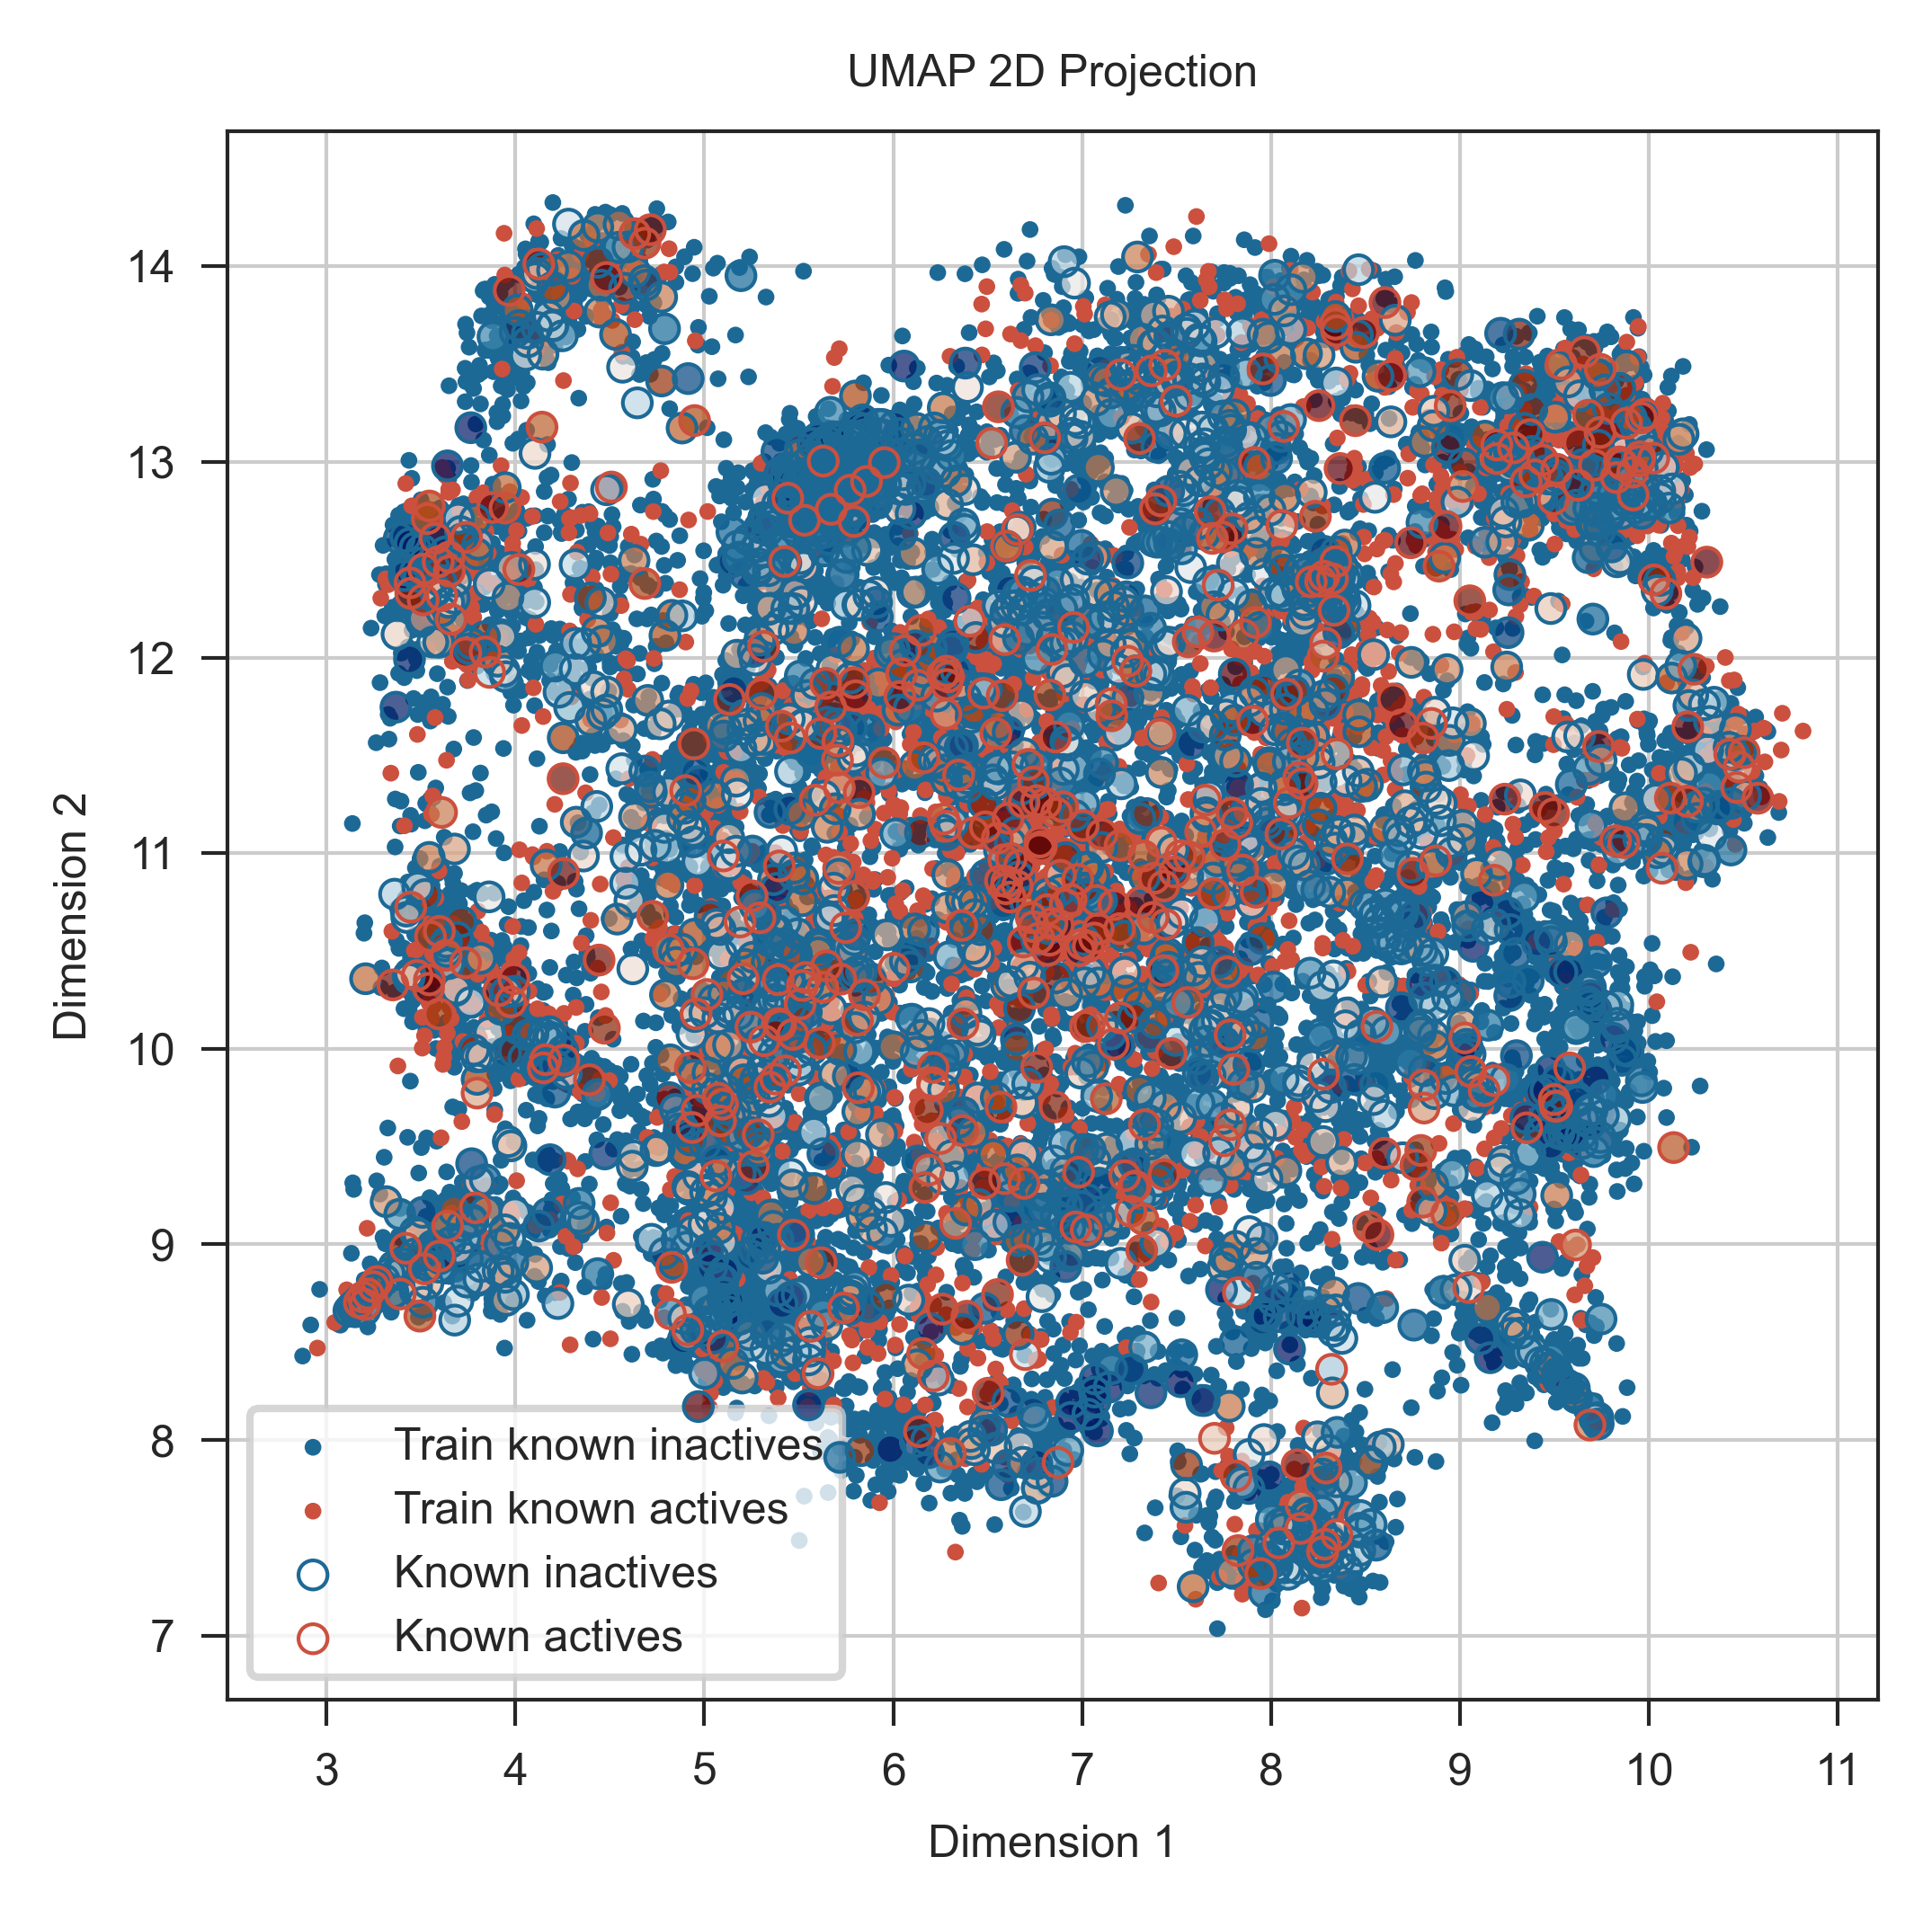 UMAP 2D Projection
Dimension 2
14
13
12
11
10
9
8
7
Train known inactives
Train known actives
Known inactives
Known actives
3 4 5 6 7 8 9 10 11
Dimension 1